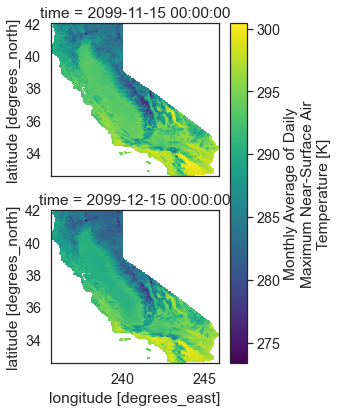 time = 2099-11-15 00:00:00
42
40
38
36
34
latitude [degrees_north]
time = 2099-12-15 00:00:00
42
40
38
36
34
latitude [degrees_north]
240
245
longitude [degrees_east]
300
295
290
285
280
275
Monthly Average of Daily
Maximum Near-Surface Air
Temperature [K]